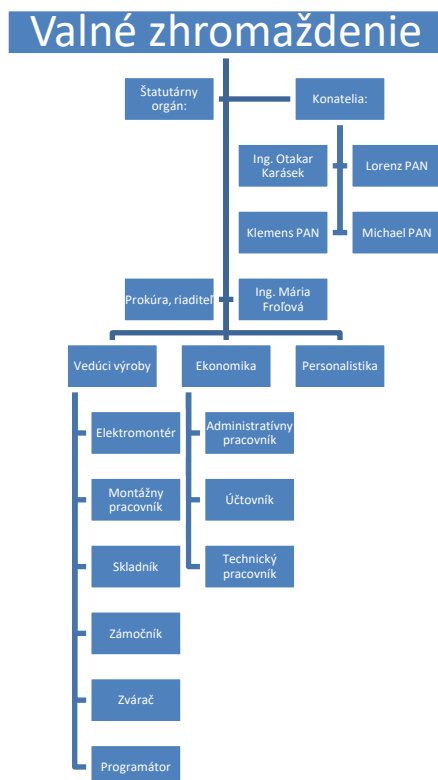 Valné zhromaždenie
Štatutárny
orgán:
Konatelia:
Ing. Otakar
Karásek
Lorenz PAN
Klemens PAN
Michael PAN
Prokúra, riaditeľ
Ing. Mária
Froľová
Vedúci výroby
Ekonomika
Personalistika
Elektromontér
Administratívny
pracovník
Montážny
pracovník
Účtovník
Skladník
Technický
pracovník
Zámočník
Zvárač
Programátor